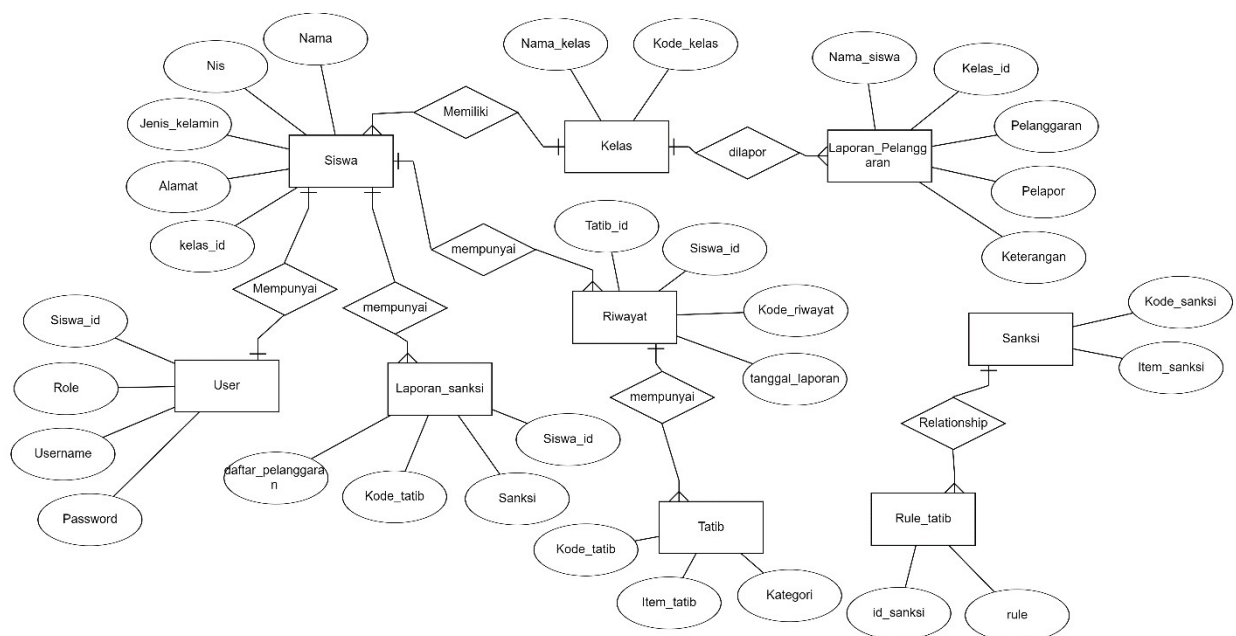 Nama
Nama_kelas
Kode_kelas
Nama_siswa
Kelas_id
Nis
Jenis_kelamin
Memiliki
Pelanggaran
Siswa
Kelas
dilapor
Laporan_Pelangg
aran
Alamat
Pelapor
kelas_id
Tatib_id
Siswa_id
mempunyai
Keterangan
Mempunyai
mempunyai
Kode_sanksi
Siswa_id
Riwayat
Kode_riwayat
Sanksi
Item_sanksi
Role
User
Laporan_sanksi
tanggal_laporan
mempunyai
Relationship
Siswa_id
Username
daftar_pelanggara
n
Kode_tatib
Sanksi
Password
Kode_tatib
Tatib
Rule_tatib
Item_tatib
Kategori
id_sanksi
rule